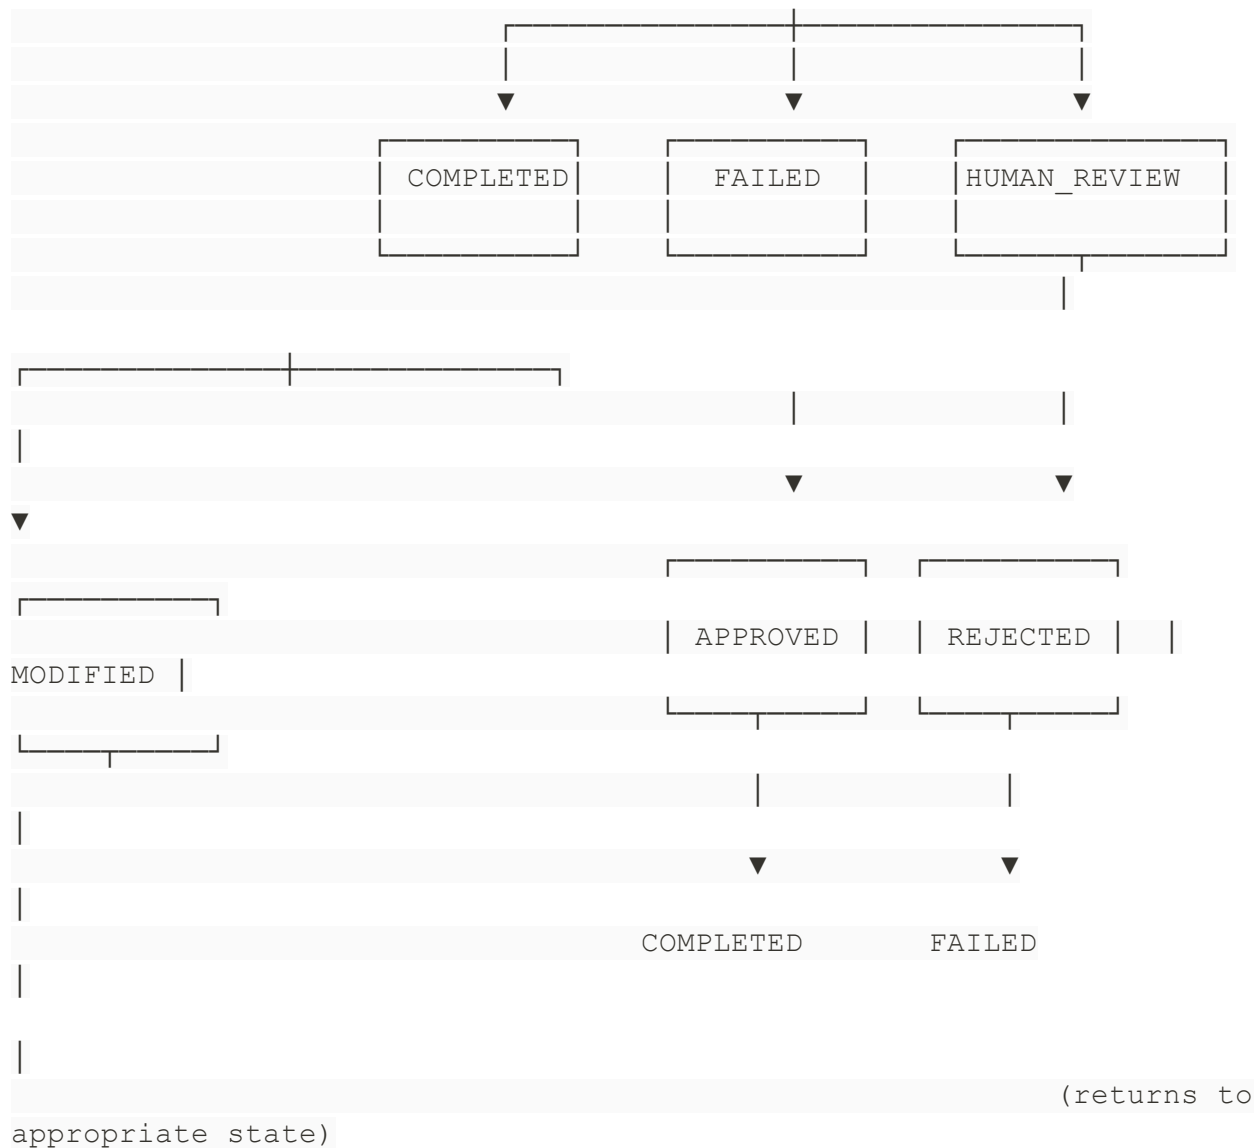 COMPLETED FAILED HUMAN_REVIEW
APPROVED REJECTED
MODIFIED
COMPLETED FAILED
(returns to
appropriate state)